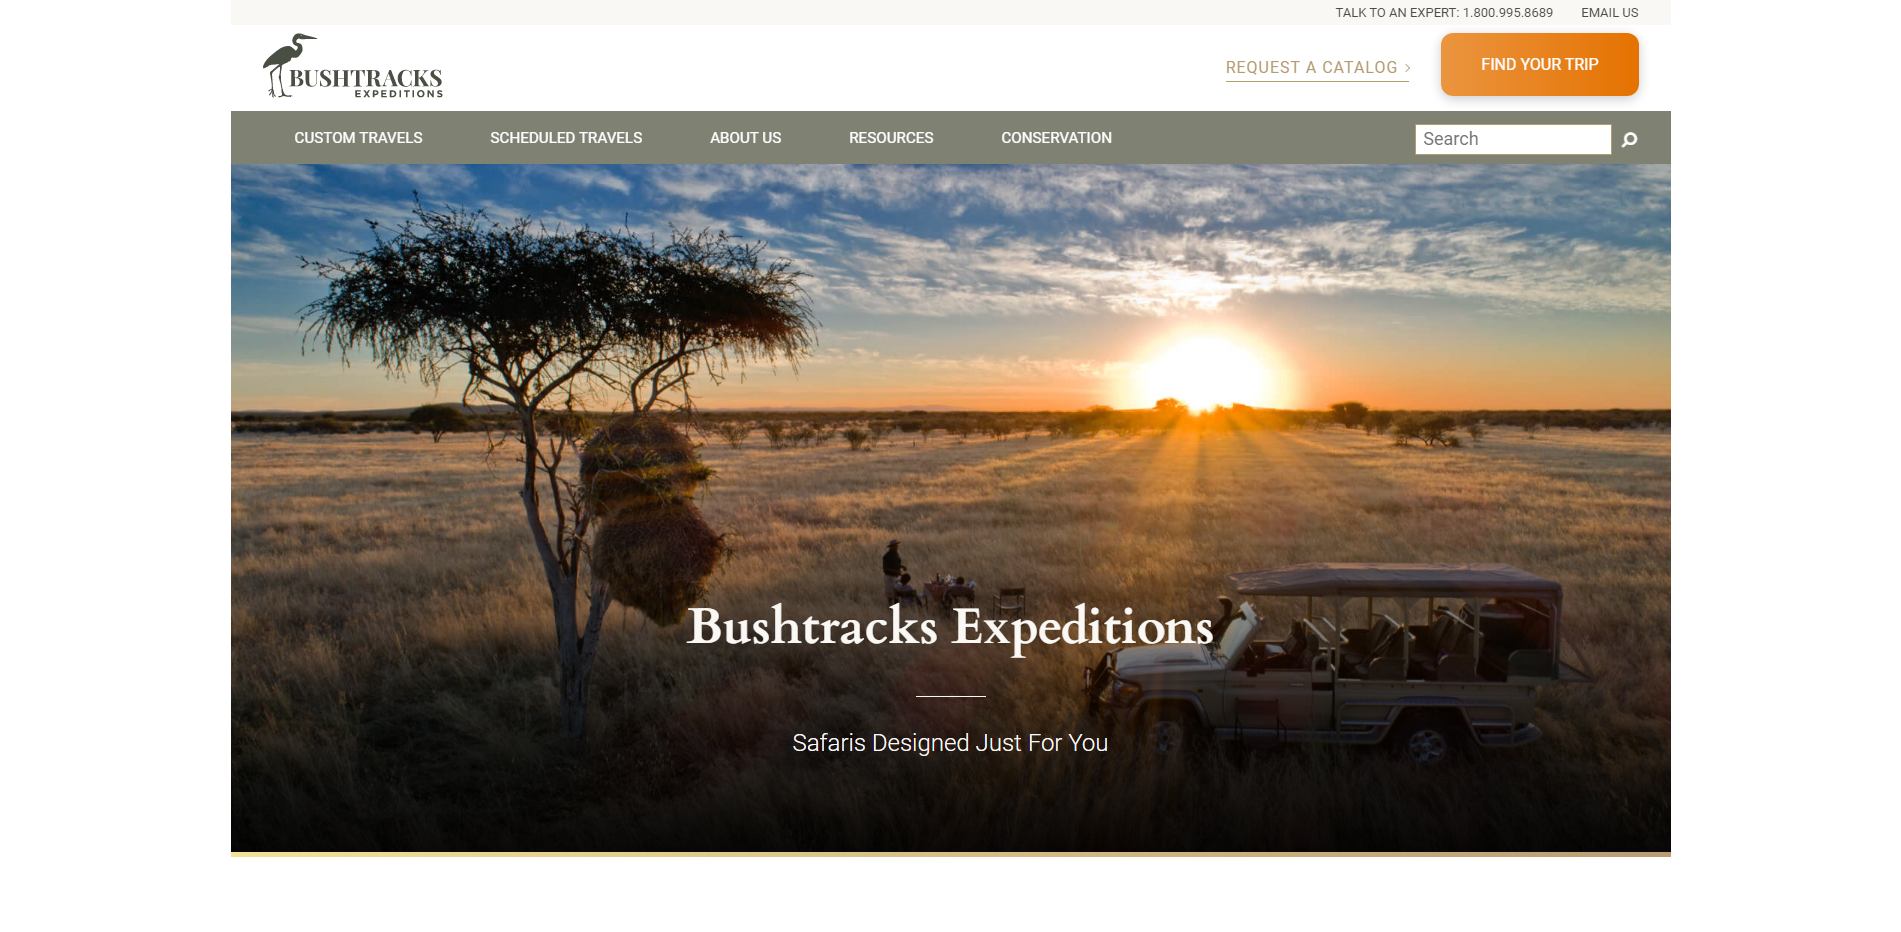 TALK TO AN EXPERT: 1.800.995.8689 EMAIL US
BUSHTRACKS
EXPEDITIONS
REQUEST A CATALOG
FIND YOUR TRIP
CUSTOM TRAVELS SCHEDULED TRAVELS ABOUT US RESOURCES CONSERVATION Search
Bushtracks Expeditions
Safaris Designed Just For You